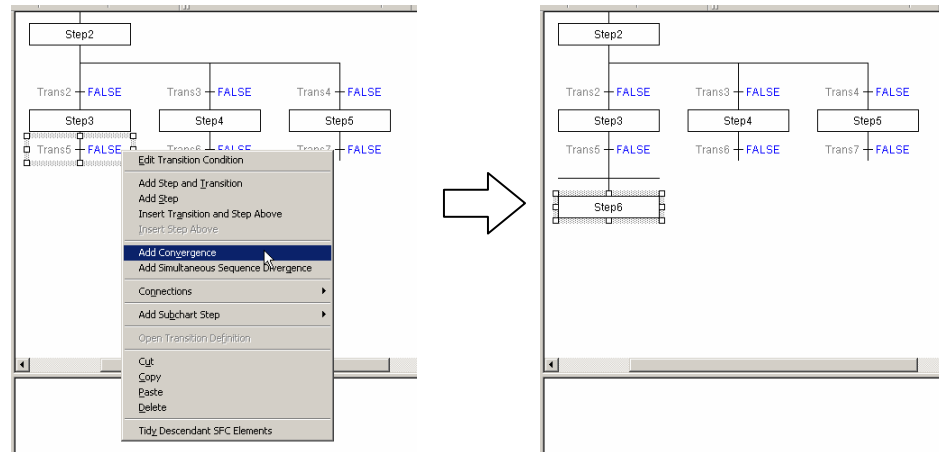 Step2
Trans2 FALSE Trans3 FALSE Trans4 FALSE
Step3 Step4 Step5
Trans5 FALSE Trans6 FALSE Trans7 FALSE
Edit Transition Condition
Add Step and Transition
Add Step
Insert Transition and Step Above
Insert Step Above
Add Convergence
Add Simultaneous Sequence Divergence
Connections
Add Subchart Step
Open Transition Definition
Cut
Copy
Paste
Delete
Tidy Descendant SFC Elements
Step2
Trans2 FALSE Trans3 FALSE Trans4 FALSE
Step3 Step4 Step5
Trans5 FALSE Trans6 FALSE Trans7 FALSE
Step6